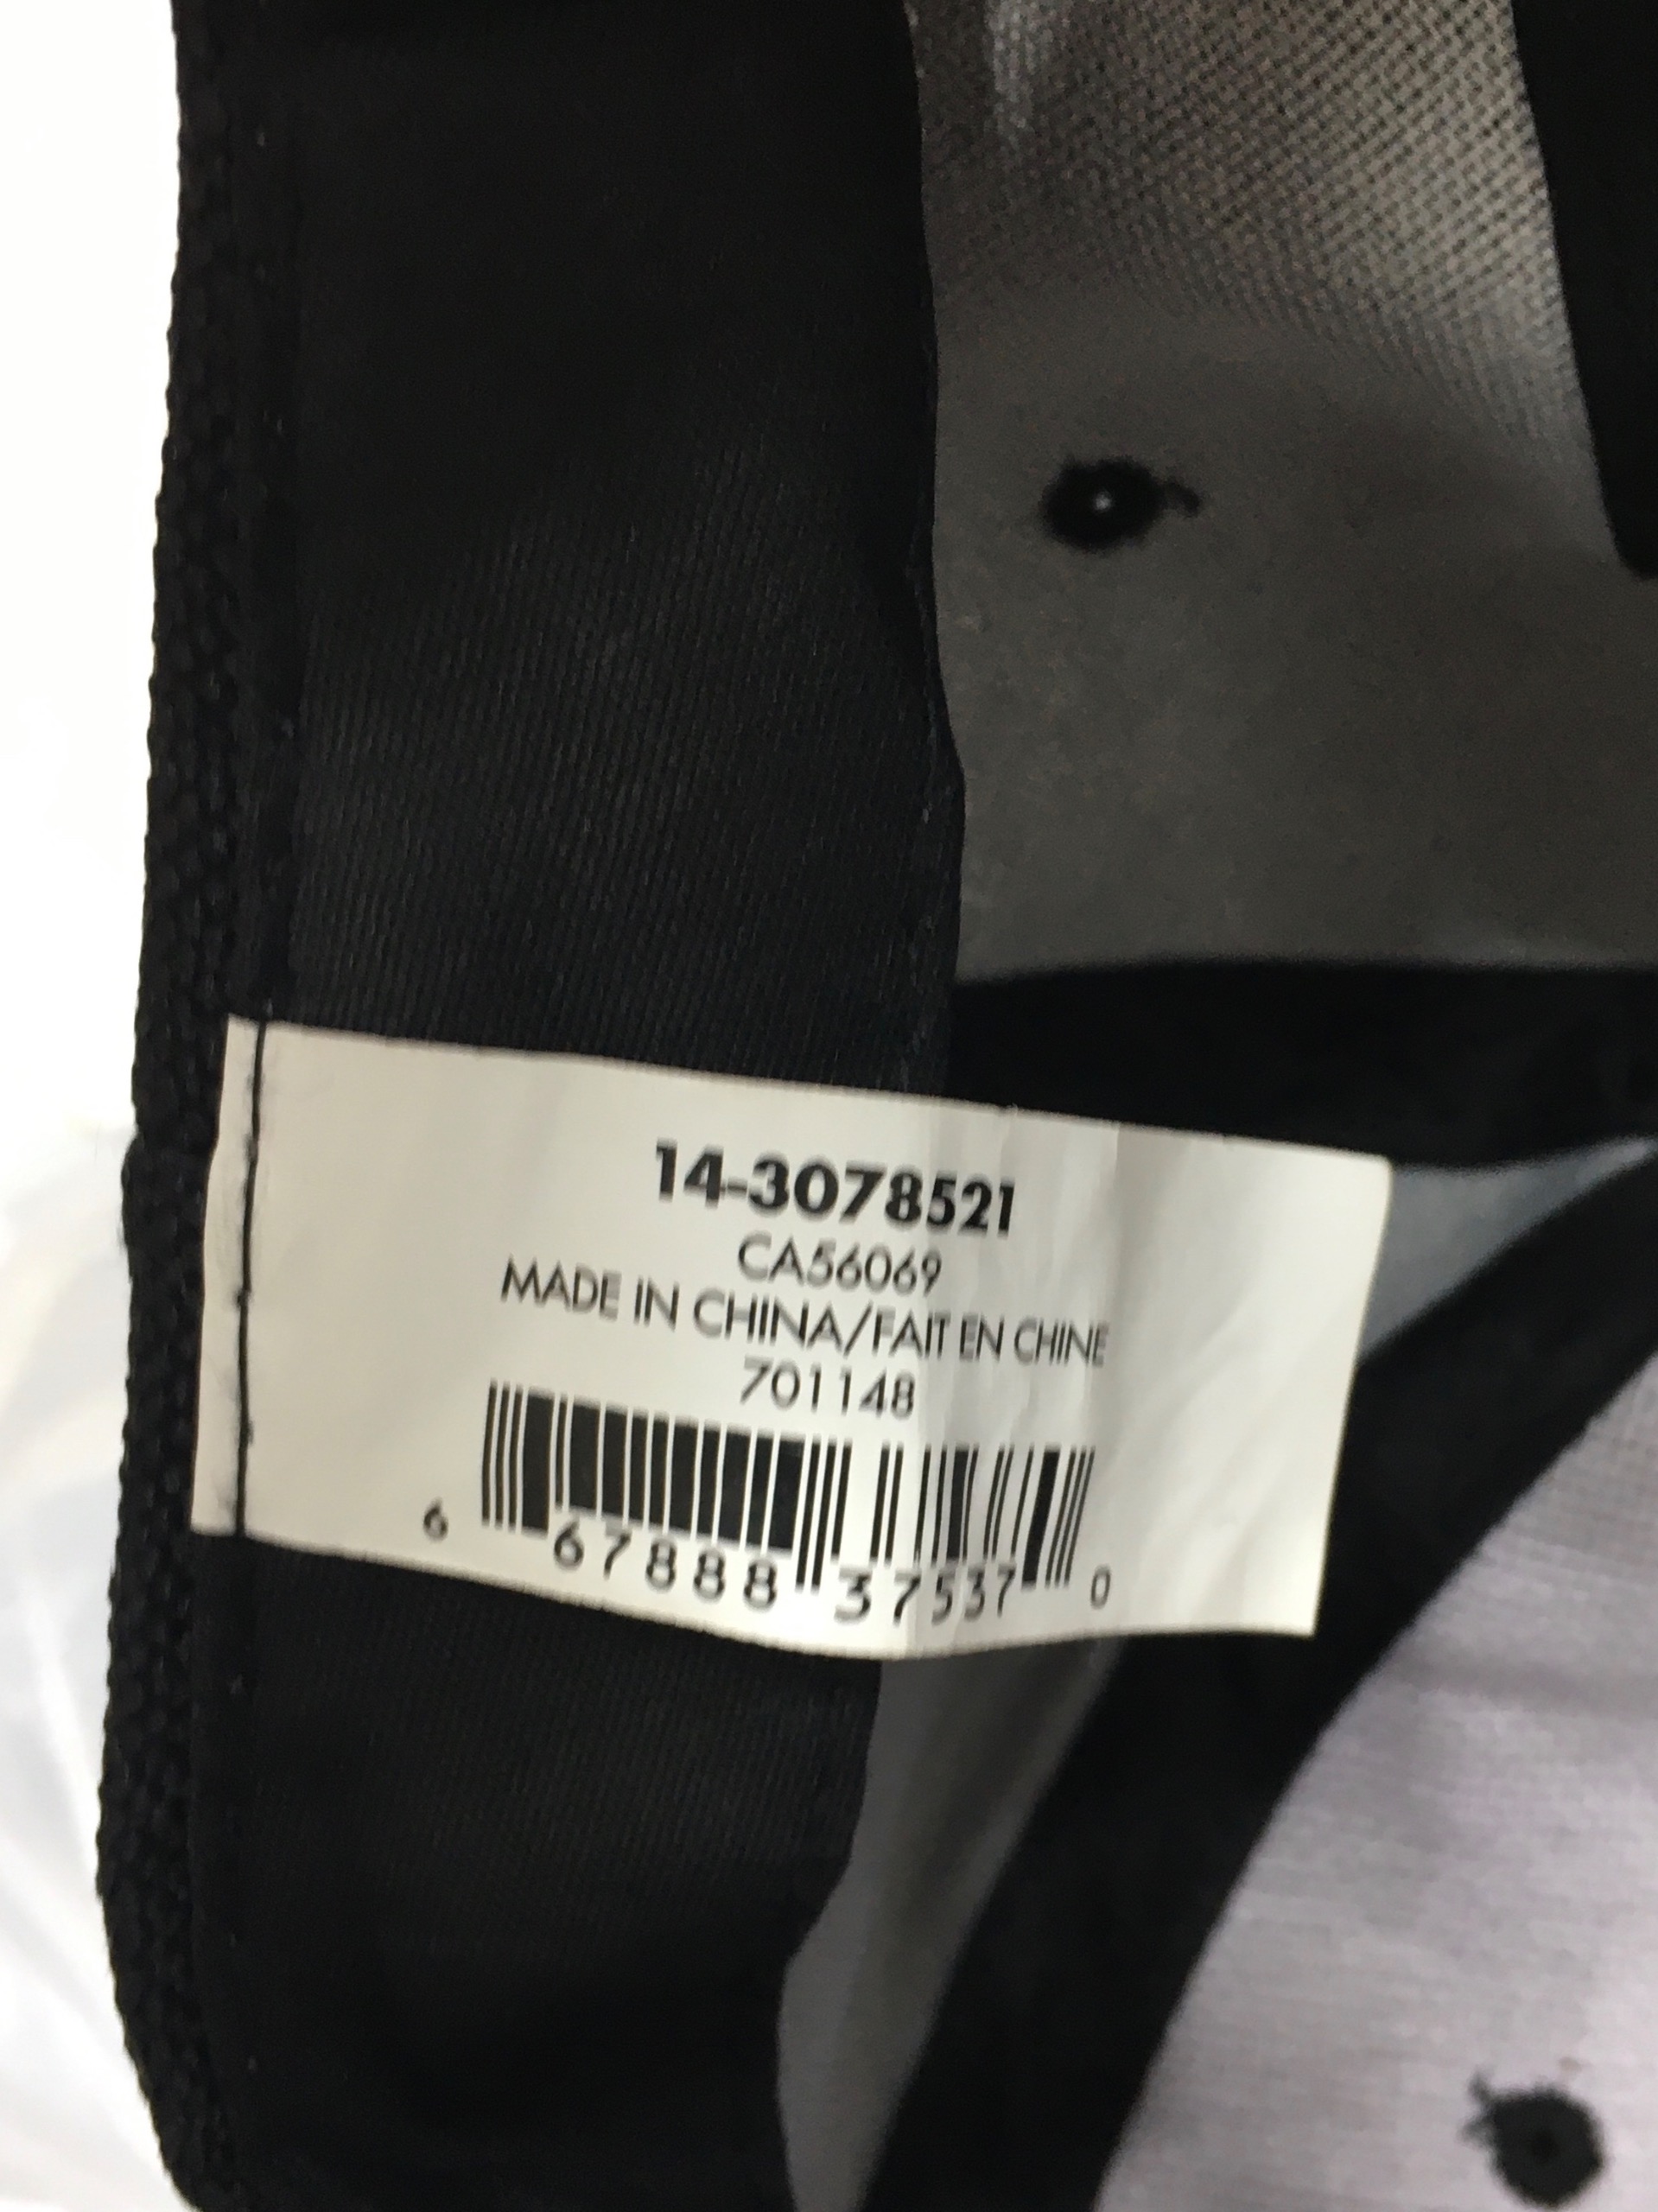 14-3078521
CA56069
MADE IN CHINA/FAIT EN CHINE
701148
6 67888 37537 0